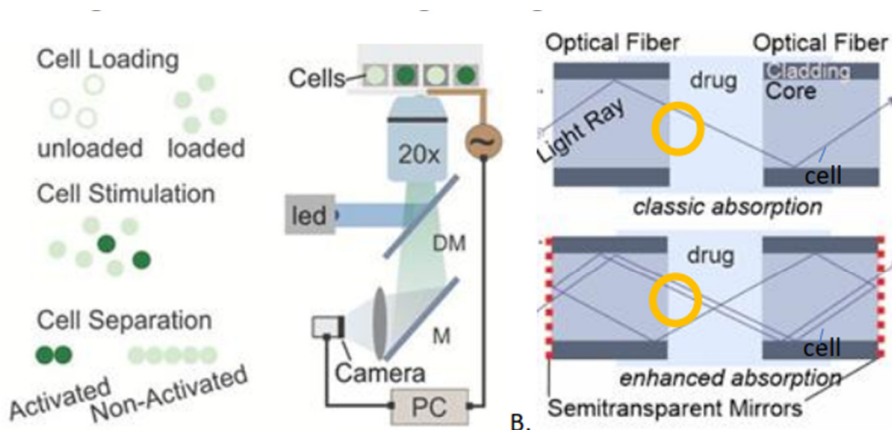 Cell Loading
unloaded loaded
Cell Stimulation
Cell Separation
Activated
Non-Activated
Cells
20x
led
DM
M
Camera
PC
B.
Optical Fiber Optical Fiber
drug
Cladding
Core
Light Ray
cell
classic absorption
drug
cell
enhanced absorption
Semitransparent Mirrors